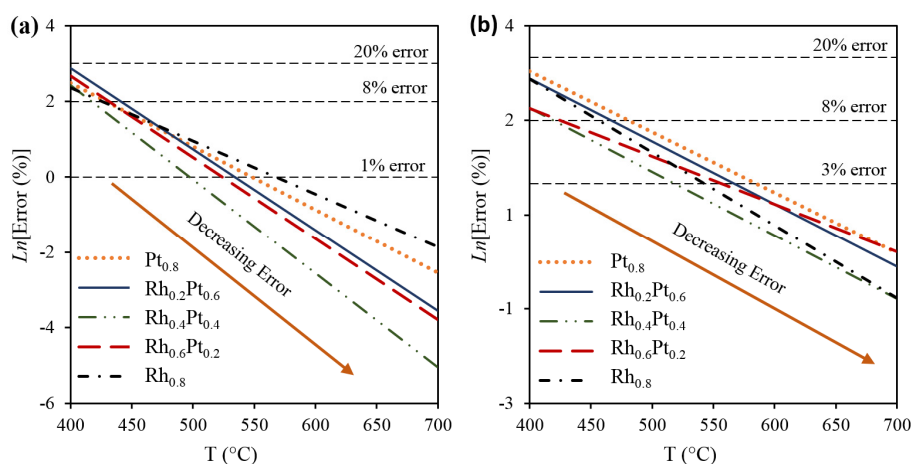 (a)
Ln[Error (%)]
4
2
0
-2
-4
-6
20% error
8% error
1% error
Decreasing Error
Pt0.8
Rh0.2Pt0.6
Rh0.4Pt0.4
Rh0.6Pt0.2
Rh0.8
400 450 500 550 600 650 700
T (°C)
(b)
Ln[Error (%)]
4
2
1
-1
-3
20% error
8% error
3% error
Decreasing Error
Pt0.8
Rh0.2Pt0.6
Rh0.4Pt0.4
Rh0.6Pt0.2
Rh0.8
400 450 500 550 600 650 700
T (°C)